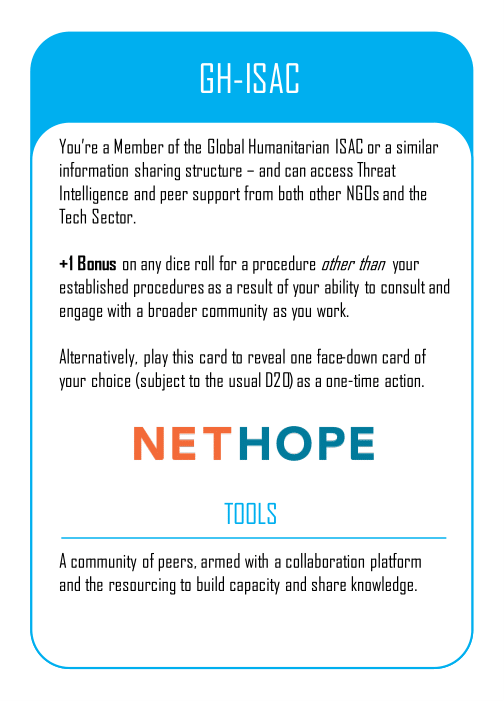 GH-ISAC
You're a Member of the Global Humanitarian ISAC or a similar
information sharing structure – and can access Threat
Intelligence and peer support from both other NGOs and the
Tech Sector.
+1 Bonus on any dice roll for a procedure other than your
established procedures as a result of your ability to consult and
engage with a broader community as you work.
Alternatively, play this card to reveal one face-down card of
your choice (subject to the usual D20) as a one-time action.
NETHOPE
TOOLS
A community of peers, armed with a collaboration platform
and the resourcing to build capacity and share knowledge.